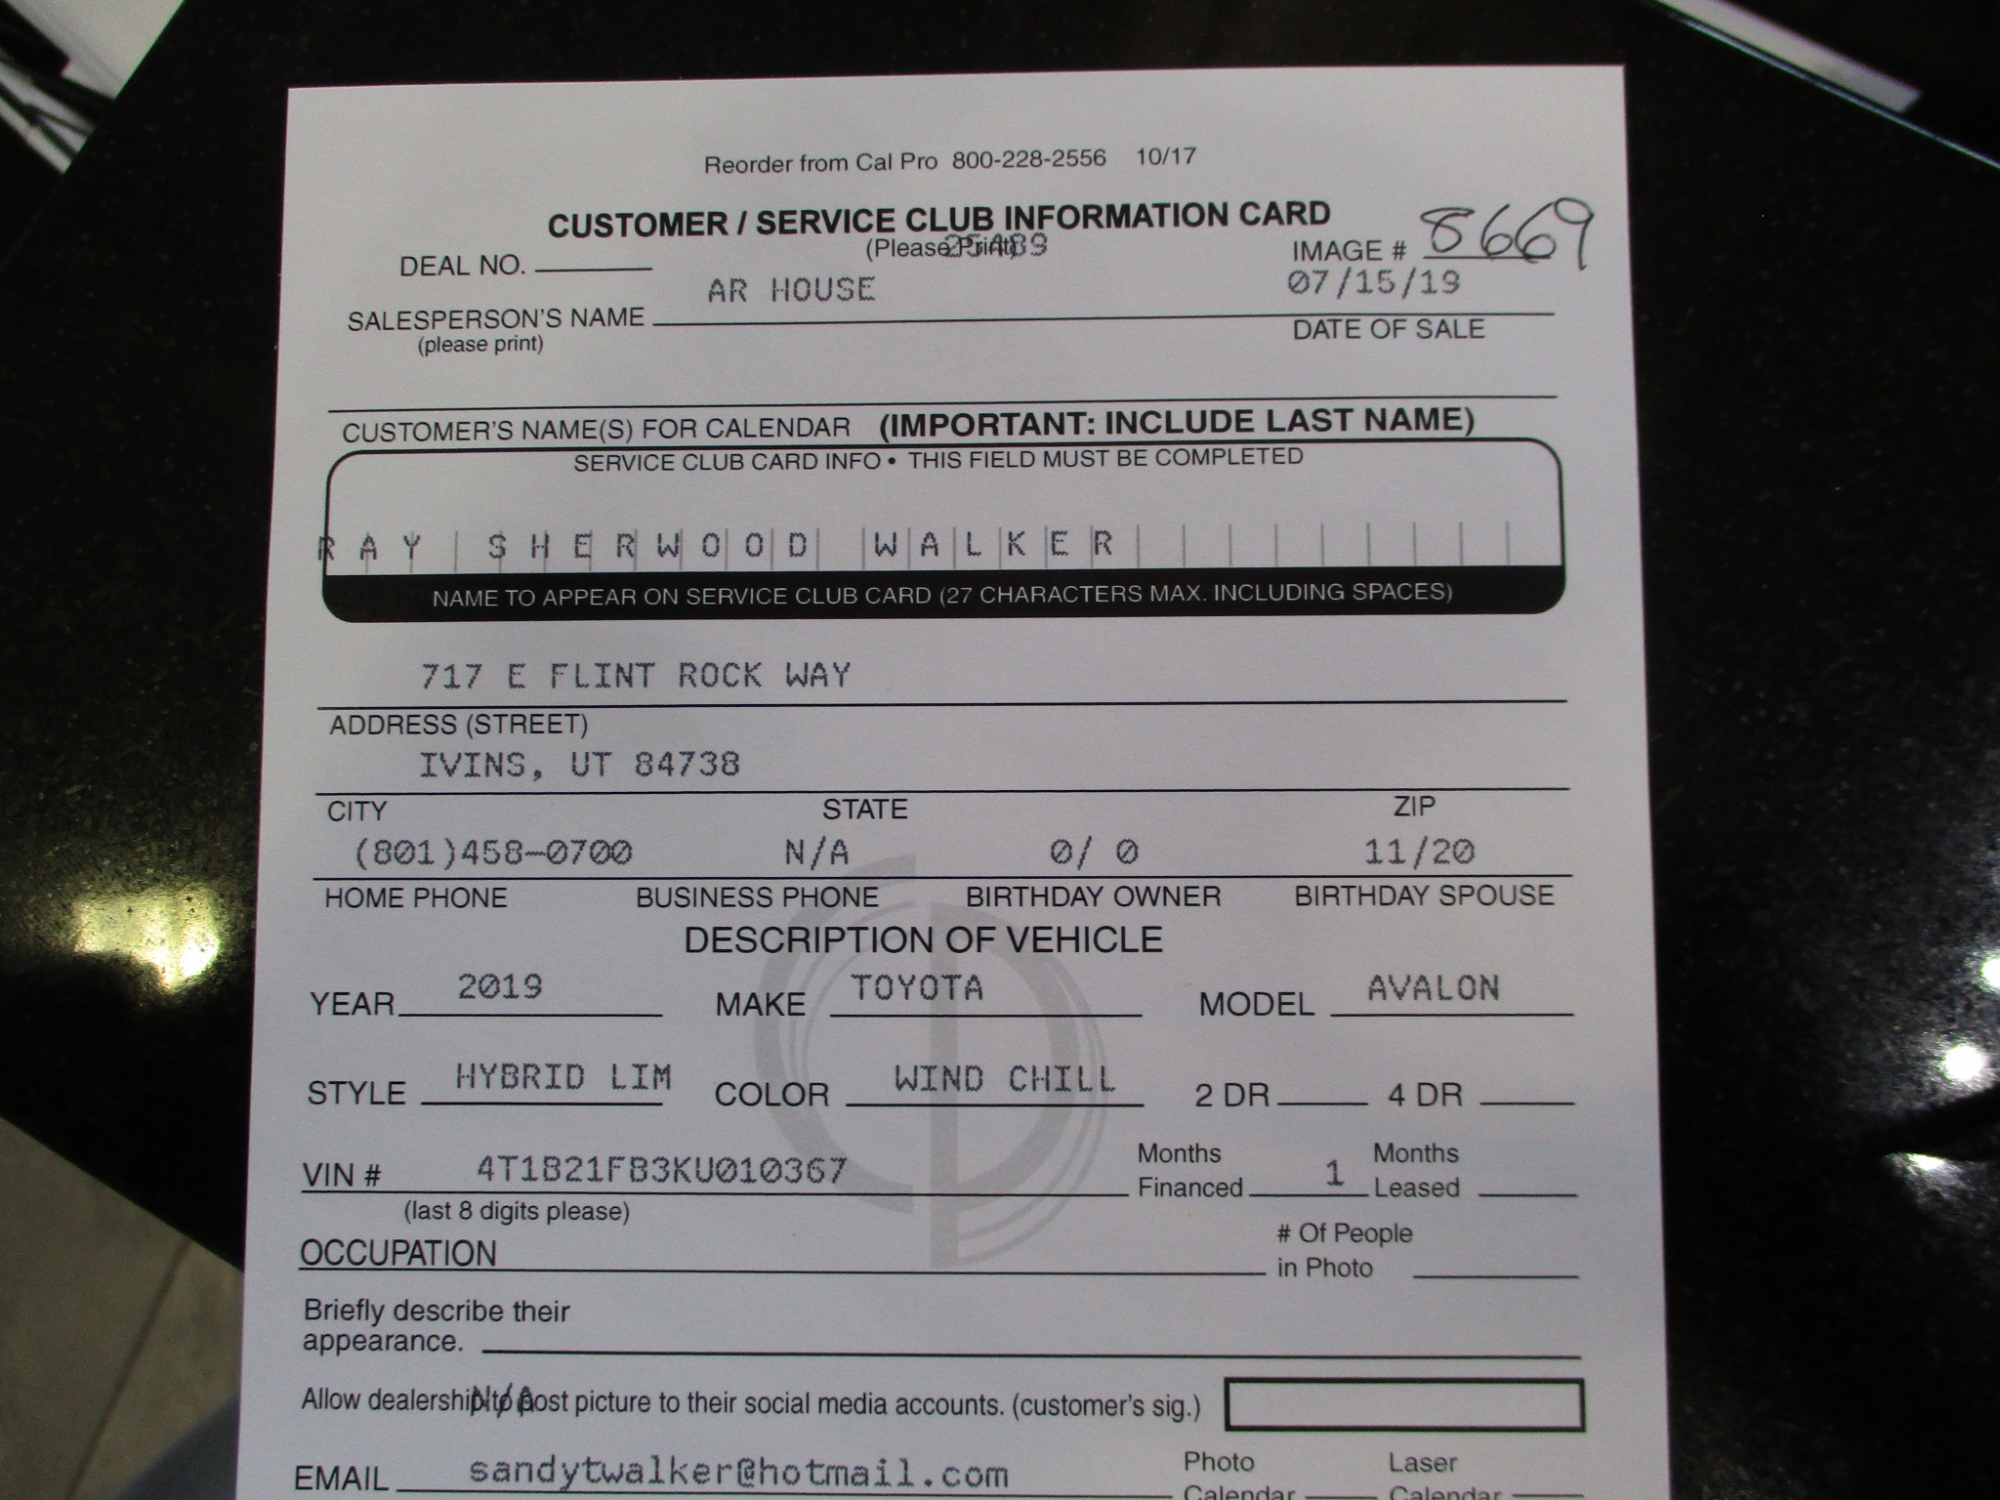 Reorder from Cal Pro 800-228-2556 10/17
CUSTOMER / SERVICE CLUB INFORMATION CARD
(Please Print)
DEAL NO.
IMAGE # 8669
AR HOUSE 07/15/19
SALESPERSON'S NAME DATE OF SALE
(please print)
CUSTOMER'S NAME(S) FOR CALENDAR (IMPORTANT: INCLUDE LAST NAME)
SERVICE CLUB CARD INFO • THIS FIELD MUST BE COMPLETED
RAY SHERWOOD WALKER
NAME TO APPEAR ON SERVICE CLUB CARD (27 CHARACTERS MAX. INCLUDING SPACES)
717 E FLINT ROCK WAY
ADDRESS (STREET)
IVINS, UT 84738
CITY STATE ZIP
(801)458-0700 N/A 0/ 0 11/20
HOME PHONE BUSINESS PHONE BIRTHDAY OWNER BIRTHDAY SPOUSE
DESCRIPTION OF VEHICLE
YEAR 2019 MAKE TOYOTA MODEL AVALON
STYLE HYBRID LIM COLOR WIND CHILL 2 DR 4 DR
VIN # 4T1B21FB3KU010367 Months Financed 1 Months Leased
(last 8 digits please)
OCCUPATION # Of People in Photo
Briefly describe their
appearance.
N/A
Allow dealership to post picture to their social media accounts. (customer's sig.)
EMAIL sandytwalker@hotmail.com Photo Calendar Laser Calendar